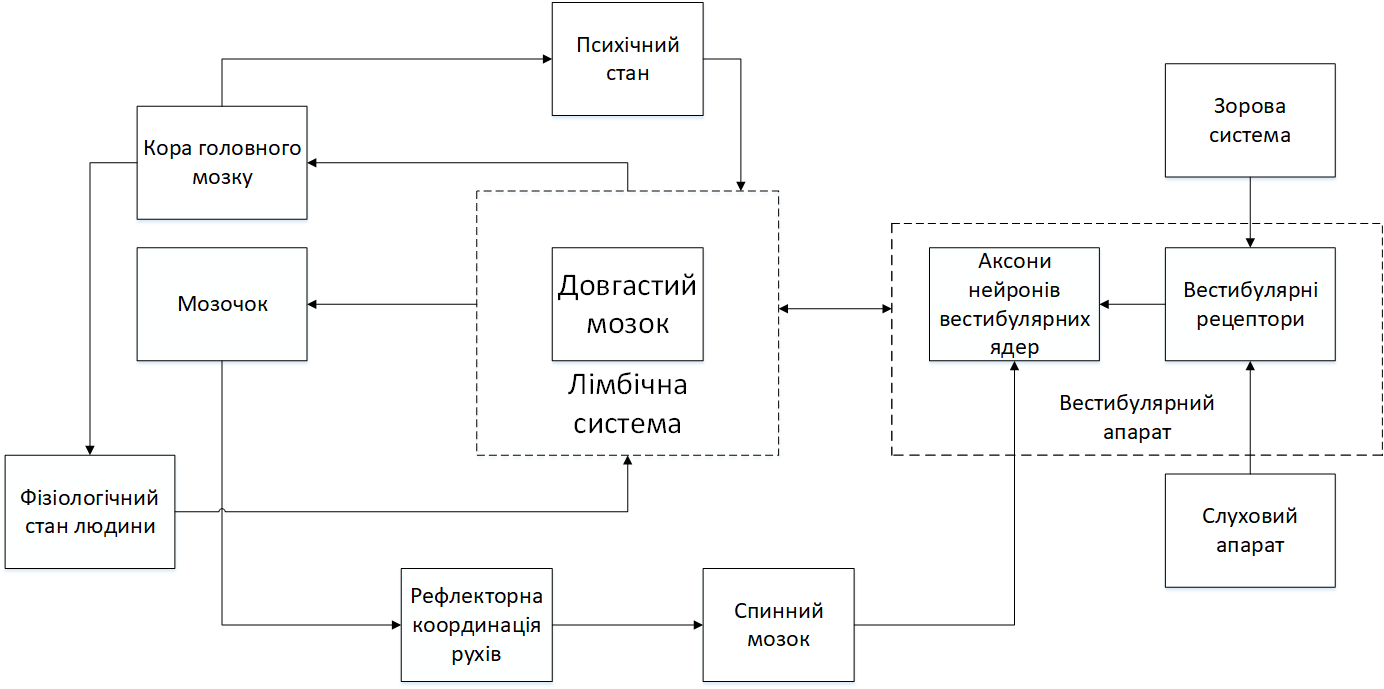 Психічний
стан
Зорова
система
Кора головного
мозку
Мозочок
Довгастий
мозок
Лімбічна
система
Аксони
нейронів
вестибулярних
ядер
Вестибулярні
рецептори
Вестибулярний
апарат
Фізіологічний
стан людини
Слуховий
апарат
Рефлекторна
координація
рухів
Спинний
мозок